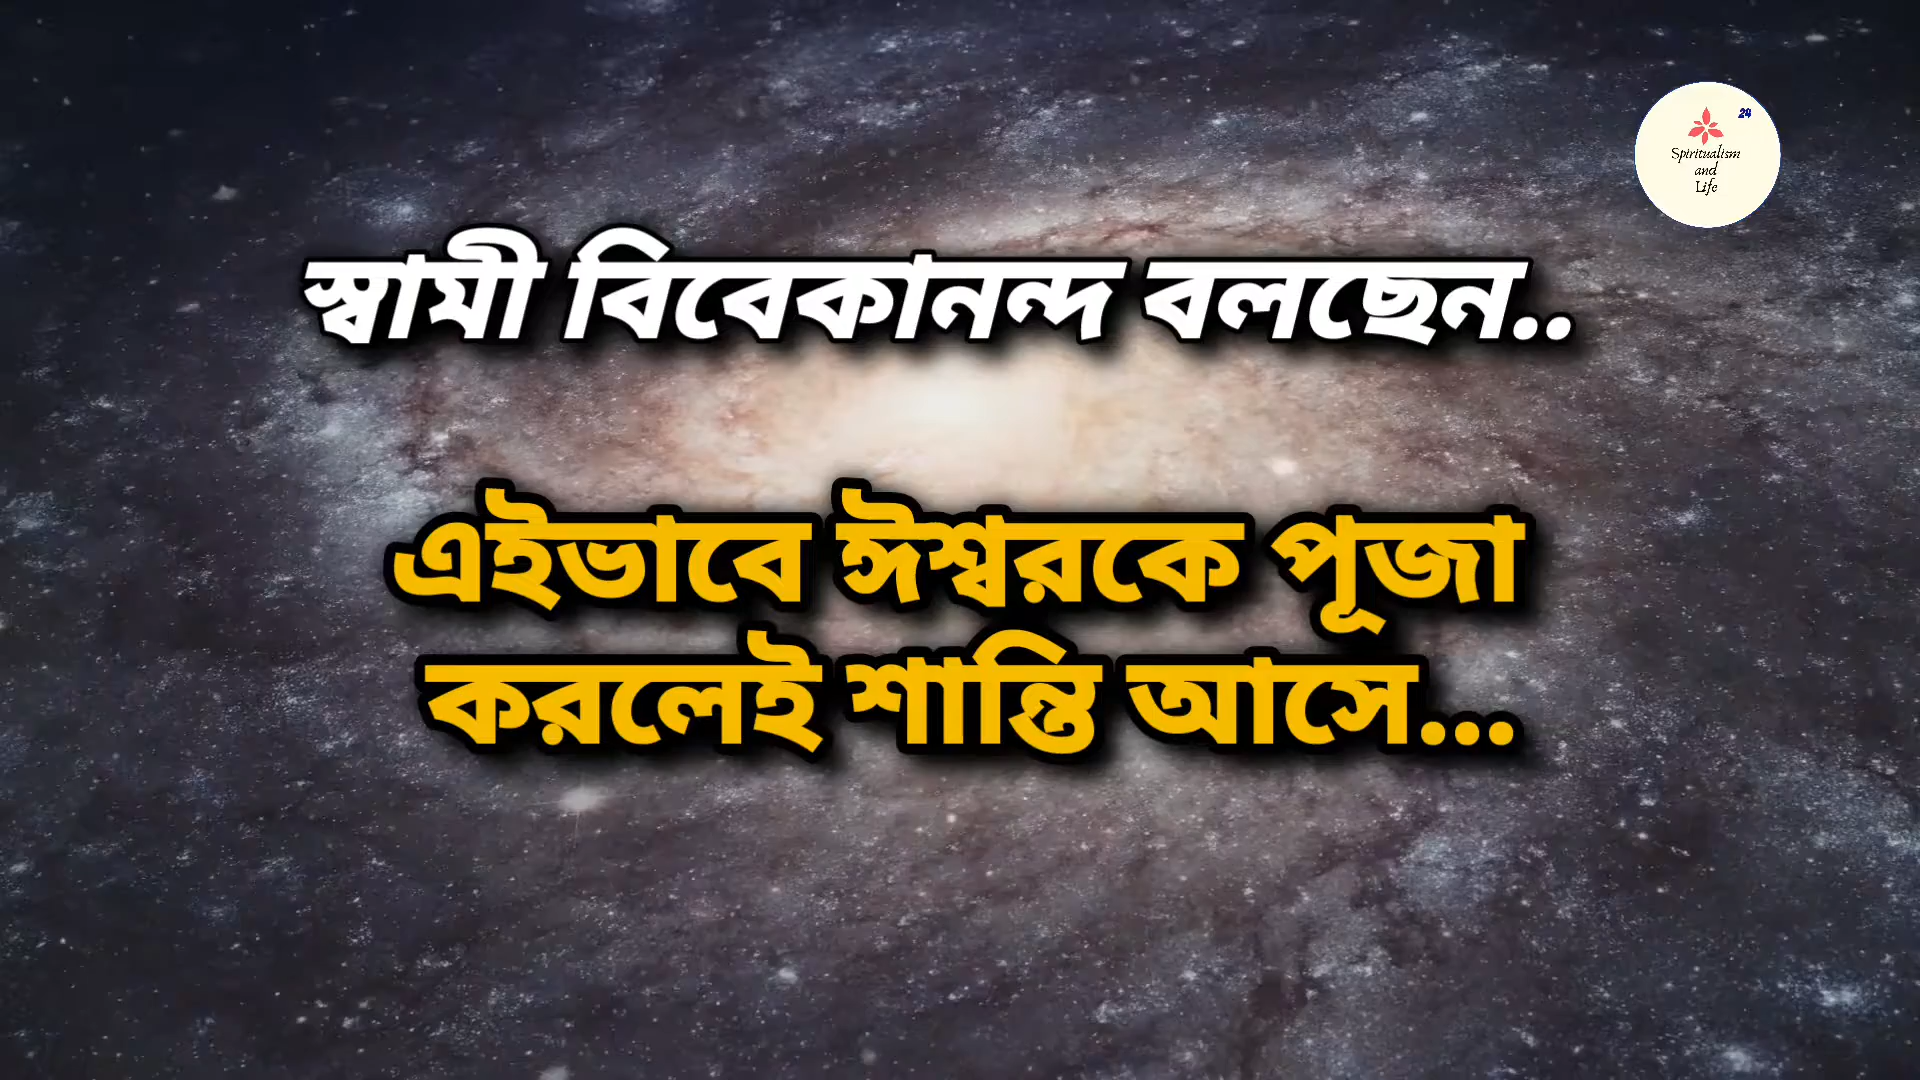 24
Spiritualism
and
Life
স্বামী বিবেকানন্দ বলছেন..
এইভাবে ঈশ্বরকে পূজা
করলেই শান্তি আসে...